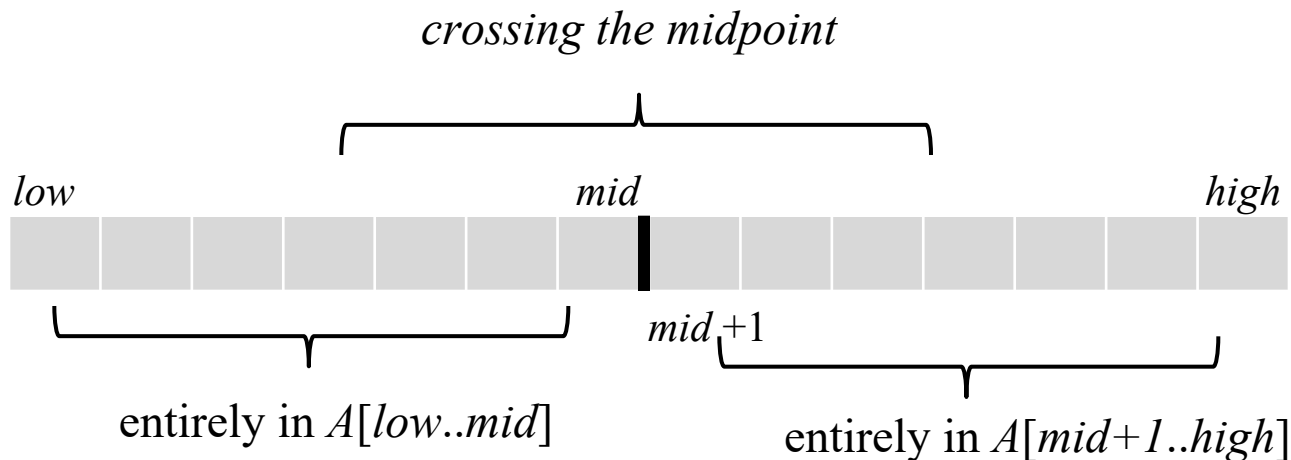 crossing the midpoint
low mid high
mid +1
entirely in A[low..mid]
entirely in A[mid+1..high]